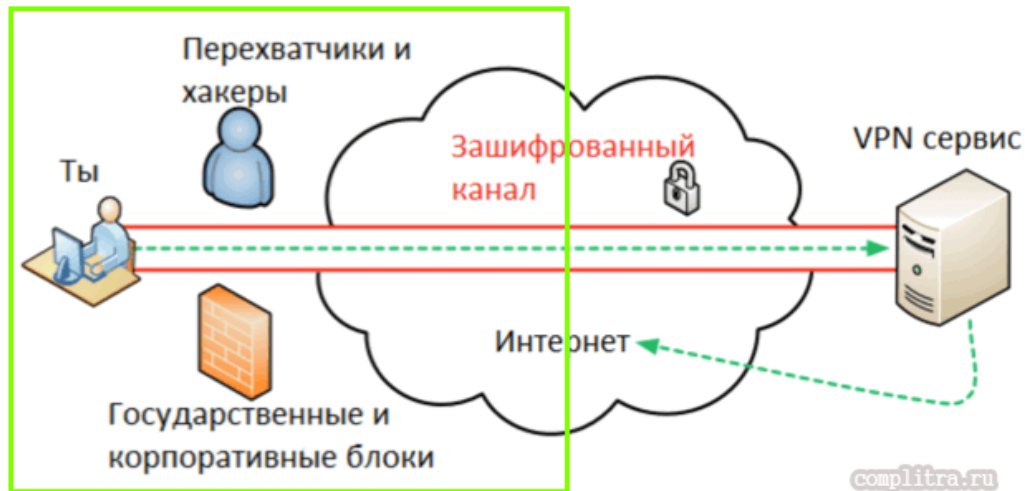 Перехватчики и
хакеры
Ты
Зашифрованный
канал
VPN сервис
Интернет
Государственные и
корпоративные блоки
complitra.ru